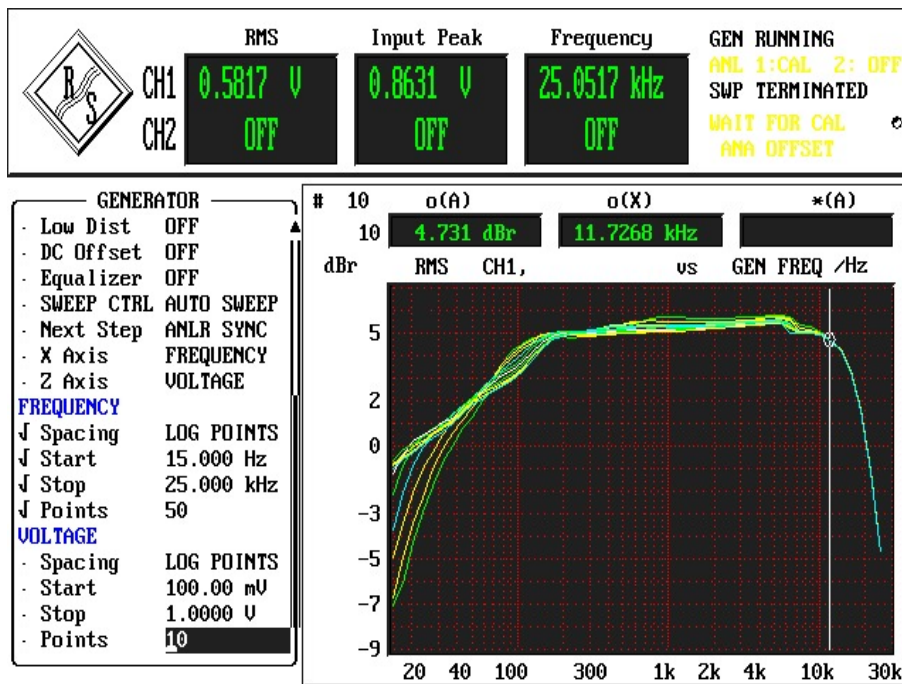 RMS Input Peak Frequency
GEN RUNNING
R
S
CH1 0.5817 V 0.8631 V 25.0517 kHz
ANL 1:CAL 2: OFF
SWP TERMINATED
CH2 OFF OFF OFF
WAIT FOR CAL
ANA OFFSET
GENERATOR
· Low Dist OFF
· DC Offset OFF
· Equalizer OFF
· SWEEP CTRL AUTO SWEEP
· Next Step ANLR SYNC
· X Axis FREQUENCY
· Z Axis VOLTAGE
FREQUENCY
√ Spacing LOG POINTS
√ Start 15.000 Hz
√ Stop 25.000 kHz
√ Points 50
VOLTAGE
· Spacing LOG POINTS
· Start 100.00 mV
· Stop 1.0000 V
· Points 10
# 10 o(A) o(X) *(A)
10 4.731 dBr 11.7268 kHz
dBr RMS CH1, vs GEN FREQ /Hz
5
2
0
-3
-5
-7
-9
20 40 100 300 1k 2k 4k 10k 30k